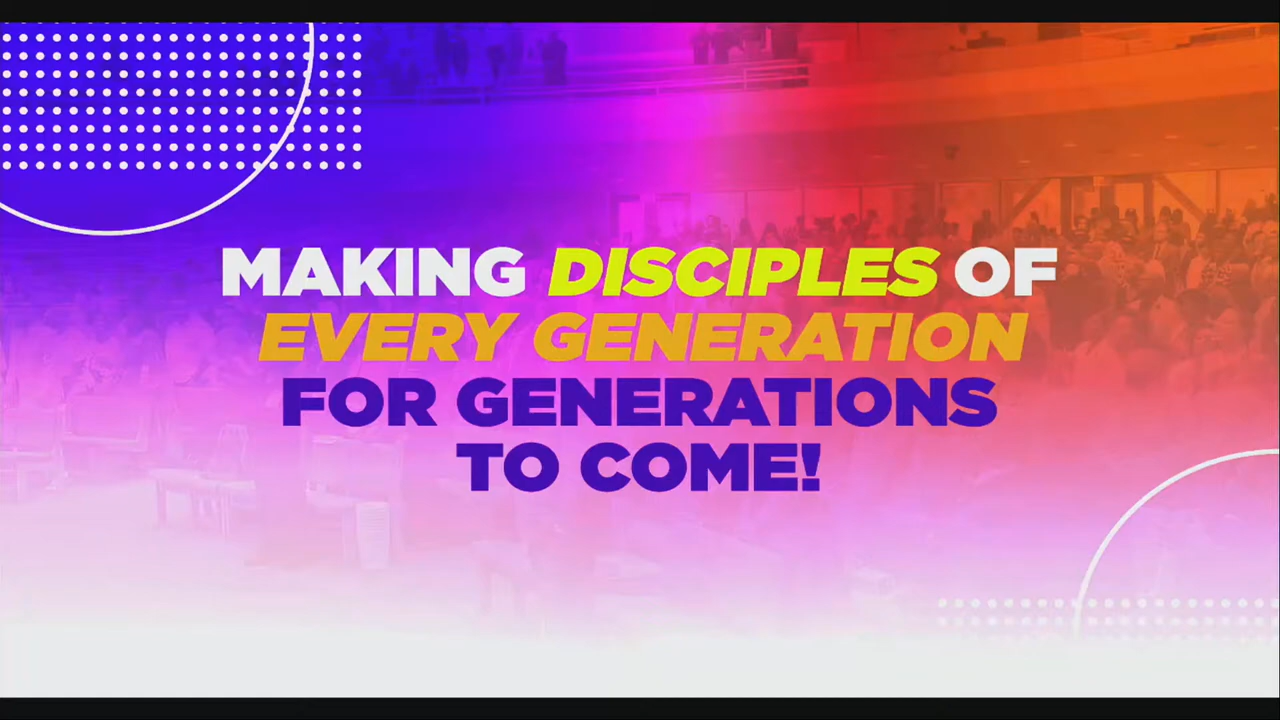 MAKING DISCIPLES OF
EVERY GENERATION
FOR GENERATIONS
TO COME!